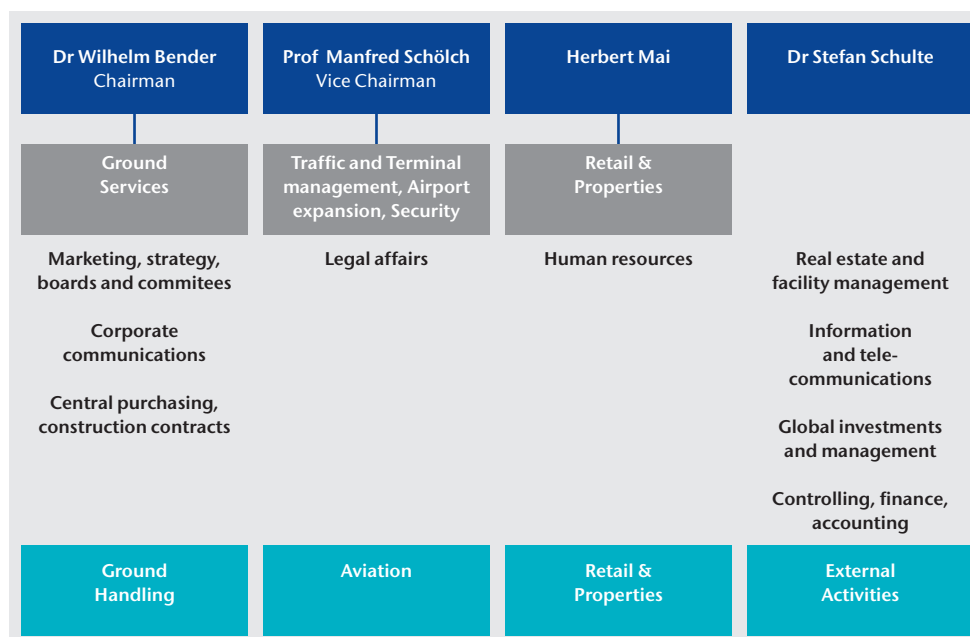 Dr Wilhelm Bender
Chairman
Prof Manfred Schölch
Vice Chairman
Herbert Mai
Dr Stefan Schulte
Ground
Services
Traffic and Terminal
management, Airport
expansion, Security
Retail &
Properties
Marketing, strategy,
boards and commitees
Corporate
communications
Central purchasing,
construction contracts
Legal affairs
Human resources
Real estate and
facility management
Information
and tele-
communications
Global investments
and management
Controlling, finance,
accounting
Ground
Handling
Aviation
Retail &
Properties
External
Activities